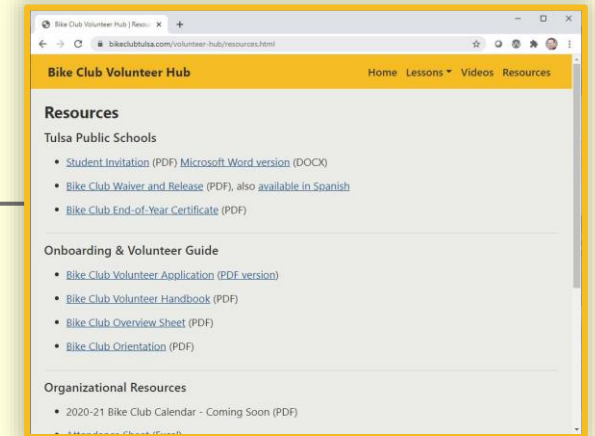 Bike Club Volunteer Hub | Resou
bikeclubtulsa.com/volunteer-hub/resources.html
Bike Club Volunteer Hub Home Lessons Videos Resources
Resources
Tulsa Public Schools
• Student Invitation (PDF) Microsoft Word version (DOCX)
• Bike Club Waiver and Release (PDF), also available in Spanish
• Bike Club End-of-Year Certificate (PDF)
Onboarding & Volunteer Guide
• Bike Club Volunteer Application (PDF version)
• Bike Club Volunteer Handbook (PDF)
• Bike Club Overview Sheet (PDF)
• Bike Club Orientation (PDF)
Organizational Resources
• 2020-21 Bike Club Calendar - Coming Soon (PDF)
• Attendance Sheet (Excel)